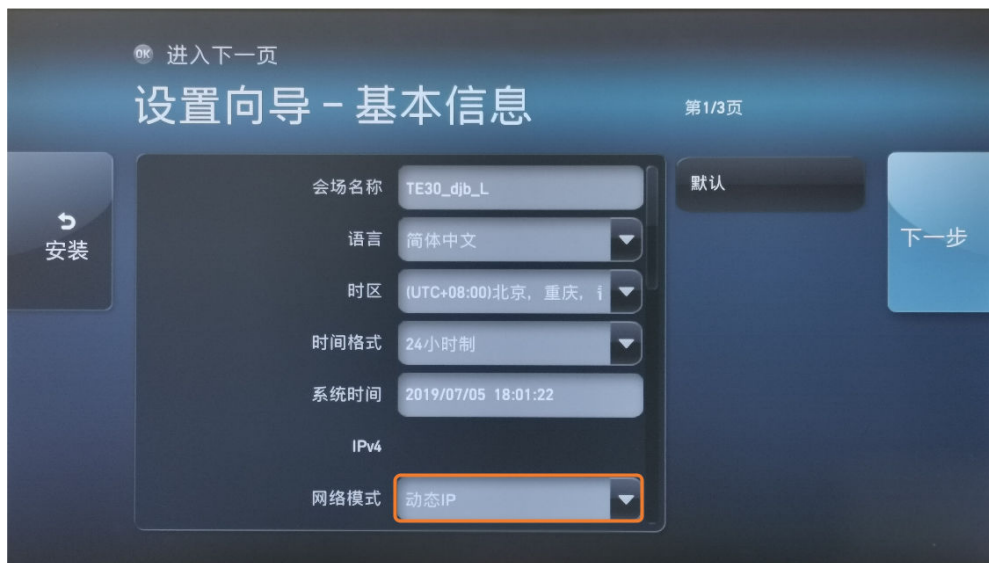 OK 进入下一页
设置向导-基本信息
第1/3页
安装
会场名称 TE30_djb_L
语言 简体中文
时区 (UTC+08:00)北京, 重庆,
时间格式 24小时制
系统时间 2019/07/05 18:01:22
IPv4
网络模式 动态IP
默认
下一步